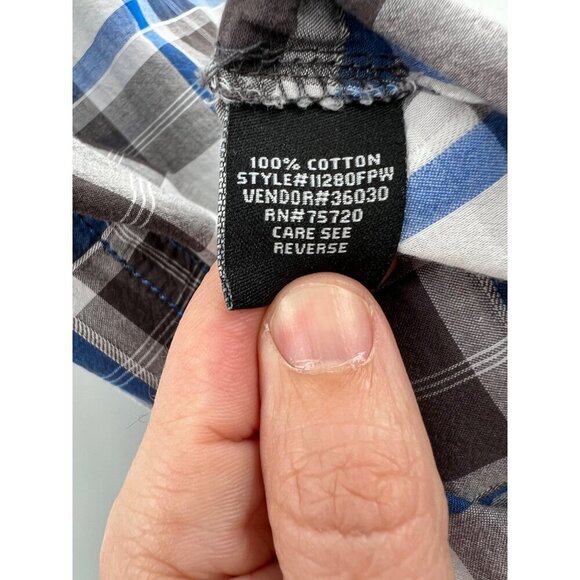 100% COTTON
STYLE#11280FPW
VENDOR#36030
RN#75720
CARE SEE
REVERSE